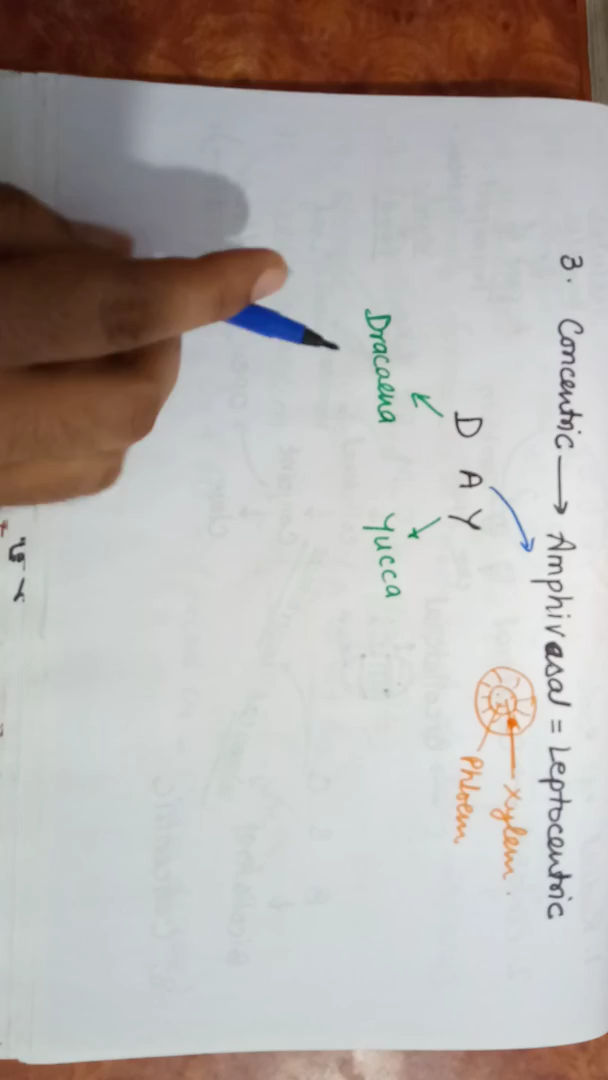 3. Concentric → Amphivasal = Leptocentric
D A Y
Xylem.
Phloem
Dracaena Yucca